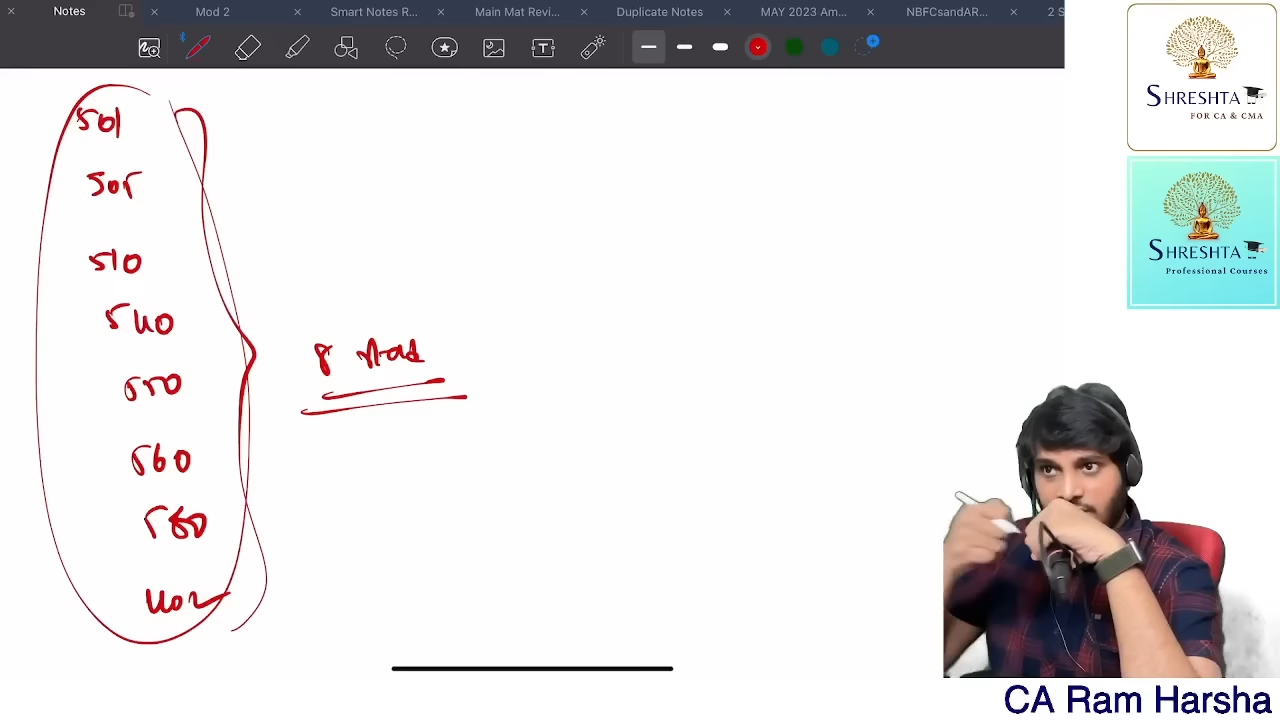 Notes
Mod 2
Smart Notes R...
Main Mat Revi...
Duplicate Notes
MAY 2023 Am...
NBFCsandAR...
2 S
501
505
510
540
550
560
580
402
8
SHRESHTA
FOR CA & CMA
SHRESHTA
Professional Courses
CA Ram Harsha